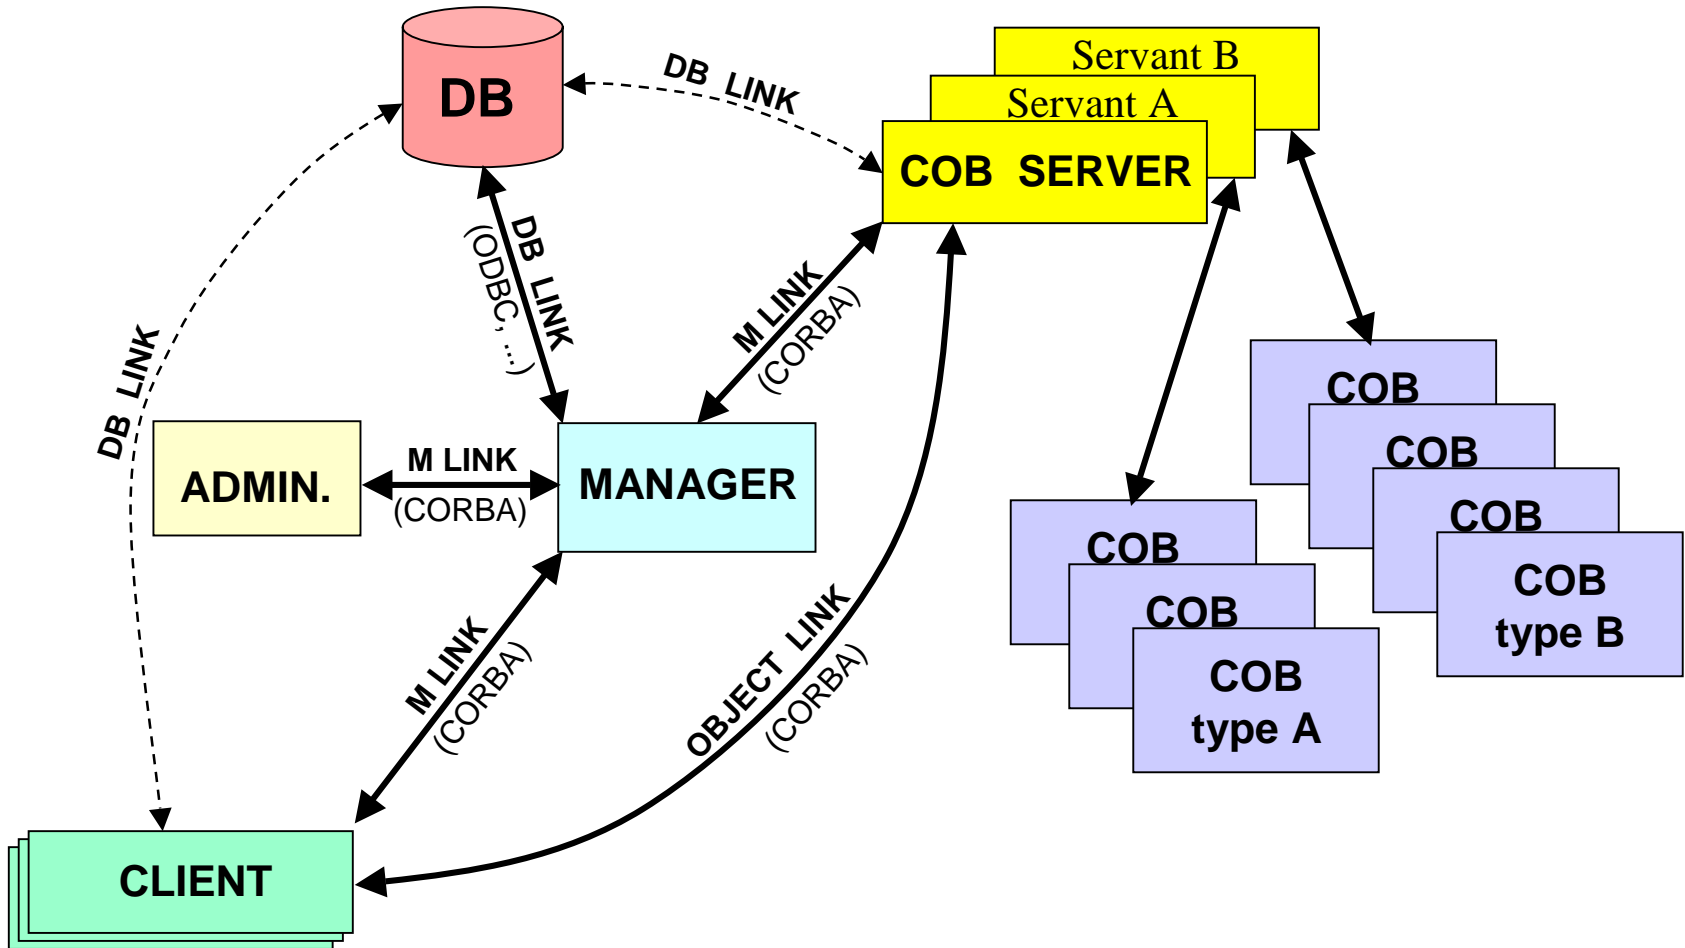 DB
DB LINK
Servant B
Servant A
COB SERVER
DB LINK
(ODBC, ....)
M LINK
(CORBA)
DB LINK
ADMIN.
M LINK
(CORBA)
MANAGER
COB
COB
COB
COB
type B
COB
COB
COB
type A
M LINK
(CORBA)
OBJECT LINK
(CORBA)
CLIENT